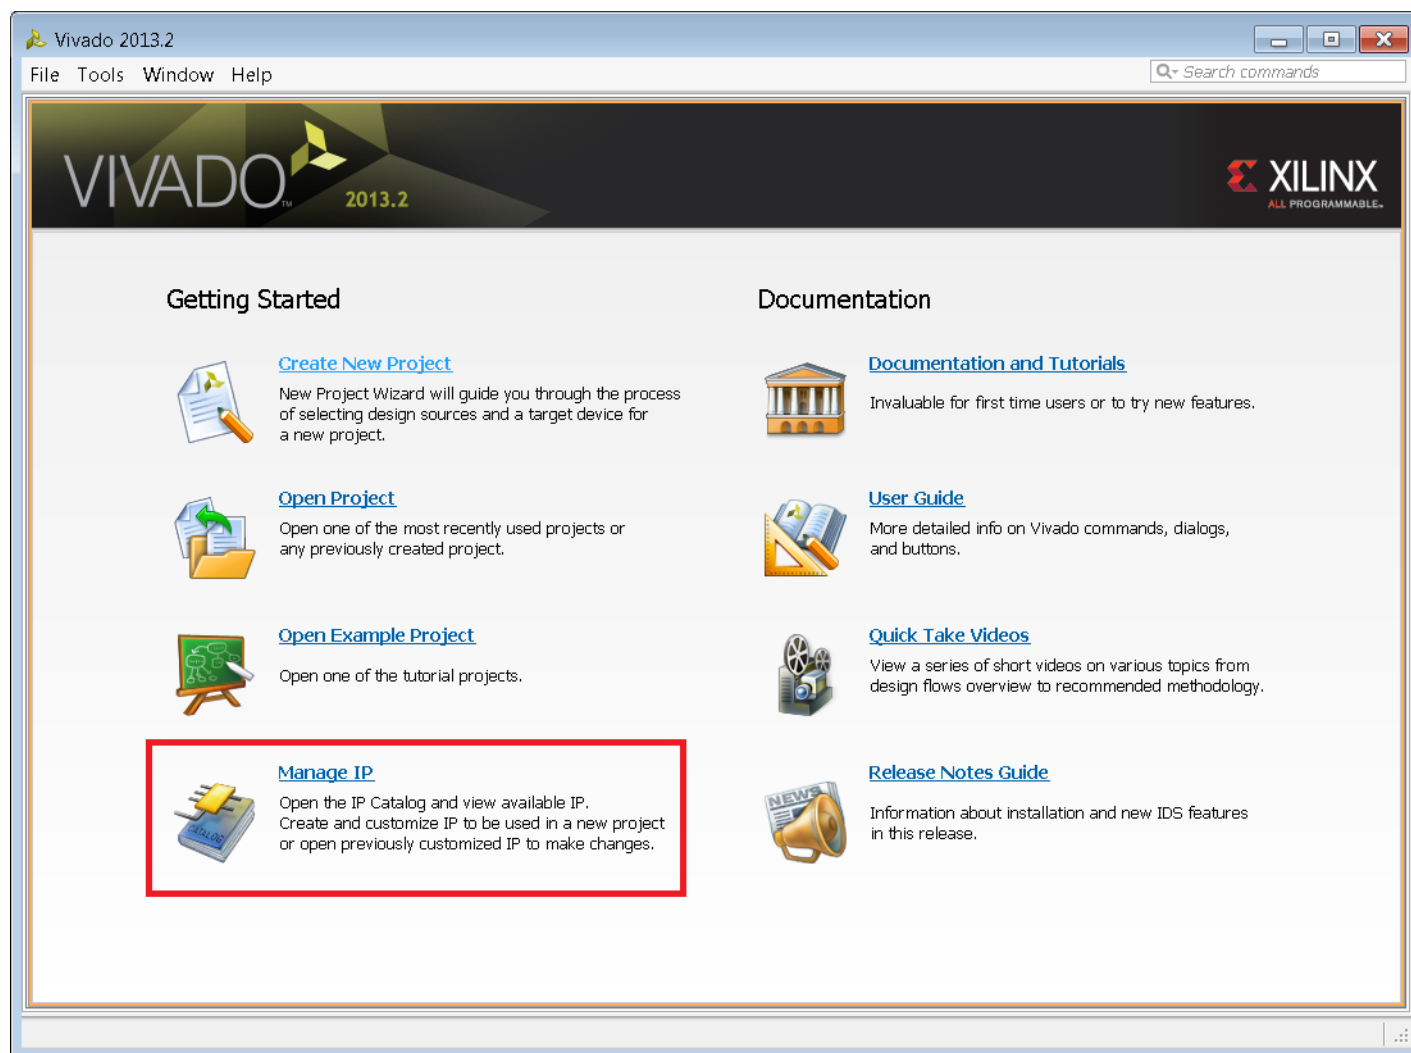 Vivado 2013.2
File Tools Window Help
Search commands
VIVADO™ 2013.2
XILINX
ALL PROGRAMMABLE™
Getting Started
Create New Project
New Project Wizard will guide you through the process
of selecting design sources and a target device for
a new project.
Open Project
Open one of the most recently used projects or
any previously created project.
Open Example Project
Open one of the tutorial projects.
Manage IP
CATALOG
Open the IP Catalog and view available IP.
Create and customize IP to be used in a new project
or open previously customized IP to make changes.
Documentation
Documentation and Tutorials
Invaluable for first time users or to try new features.
User Guide
More detailed info on Vivado commands, dialogs,
and buttons.
Quick Take Videos
View a series of short videos on various topics from
design flows overview to recommended methodology.
Release Notes Guide
NEWS
Information about installation and new IDS features
in this release.